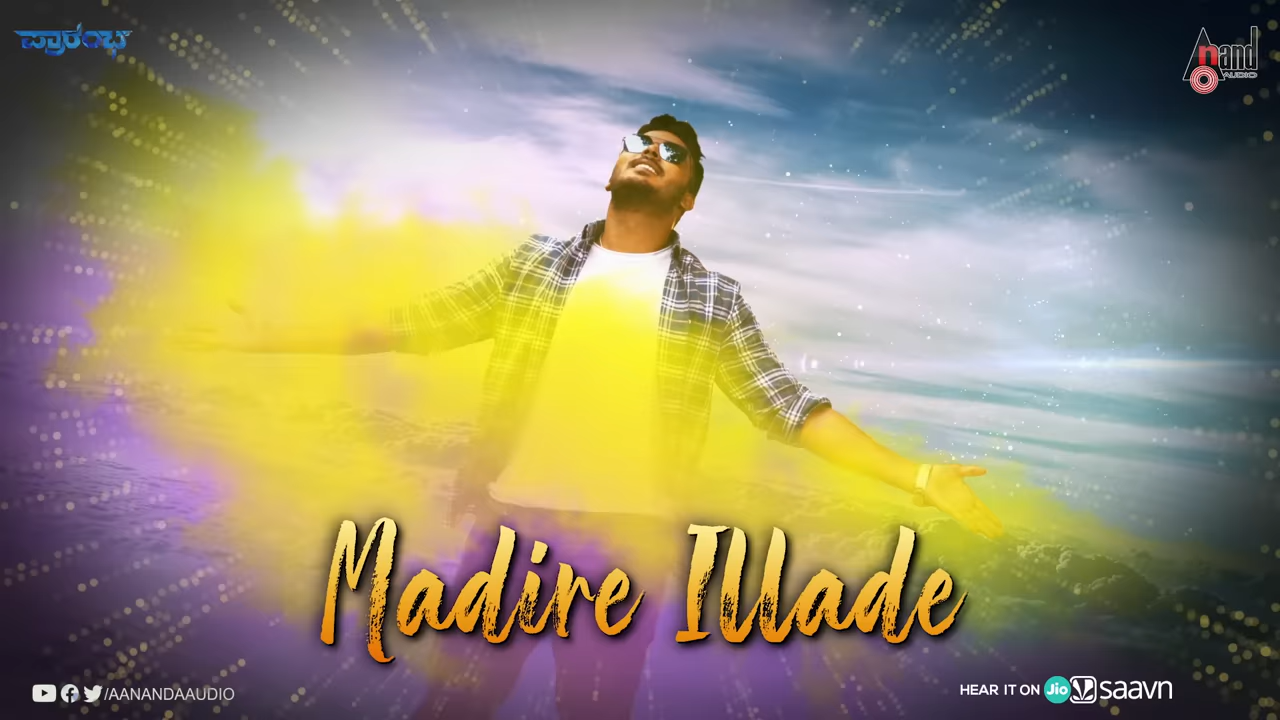 ಪ್ರಾರಂಭ
Anand
AUDIO
Madire Illade
/AANANDAAUDIO
HEAR IT ON Jio saavn